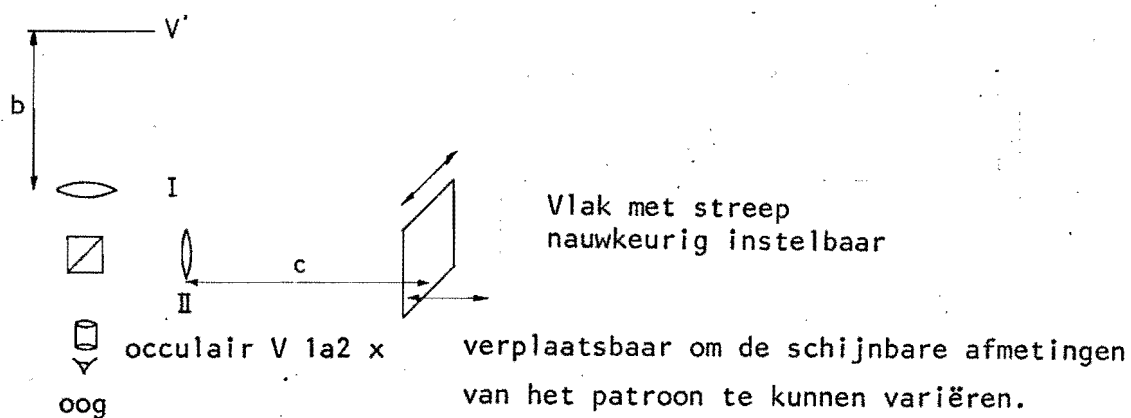 V'
b
I
Vlak met streep
nauwkeurig instelbaar
c
II
occulair V 1a2 x
verplaatsbaar om de schijnbare afmetingen
van het patroon te kunnen variëren.
oog